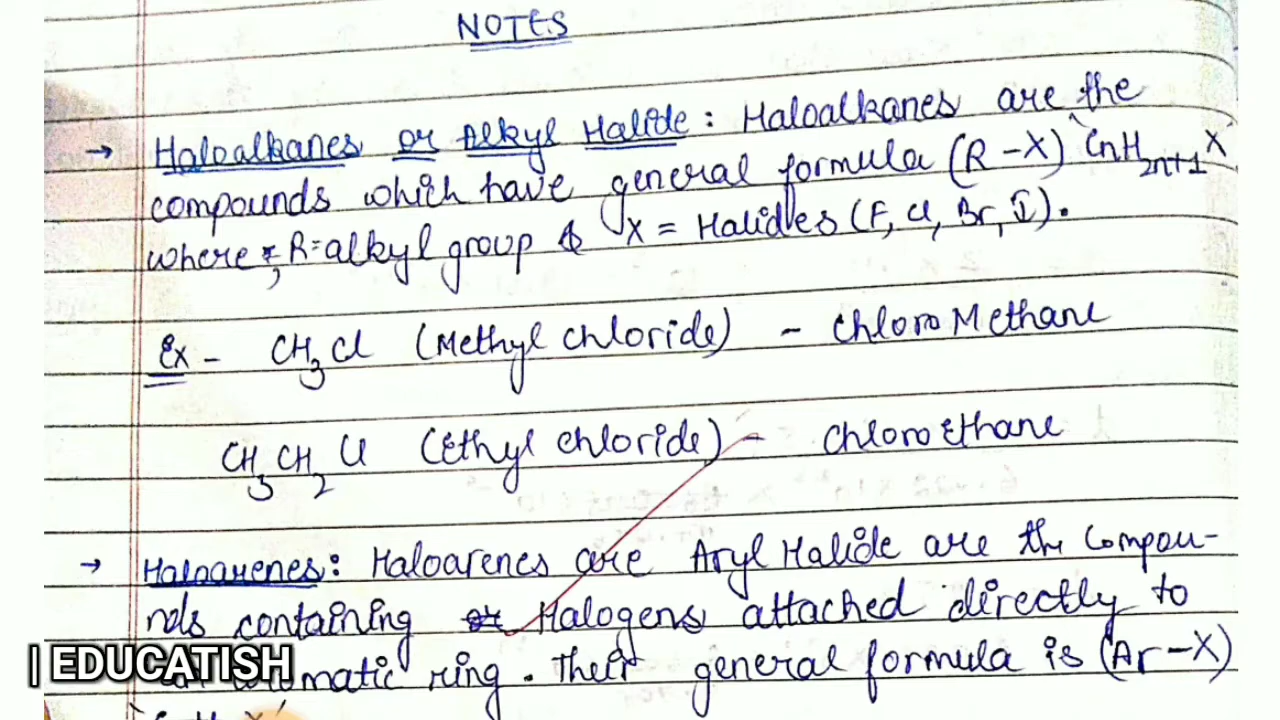 NOTES
→ Haloalkanes or Alkyl Halide : Haloalkanes are the
compounds which have general formula (R-X) CnH2n+1X
where, R=alkyl group & X = Halides (F, Cl, Br, I).
Ex - CH3Cl (Methyl chloride) - Chloro Methane
CH3CH2Cl (Ethyl chloride) - Chloro Ethane
→ Haloarenes : Haloarenes are Aryl Halide are the Compou-
nds containing Halogens attached directly to
aromatic ring. Their general formula is (Ar-X)
| EDUCATISH